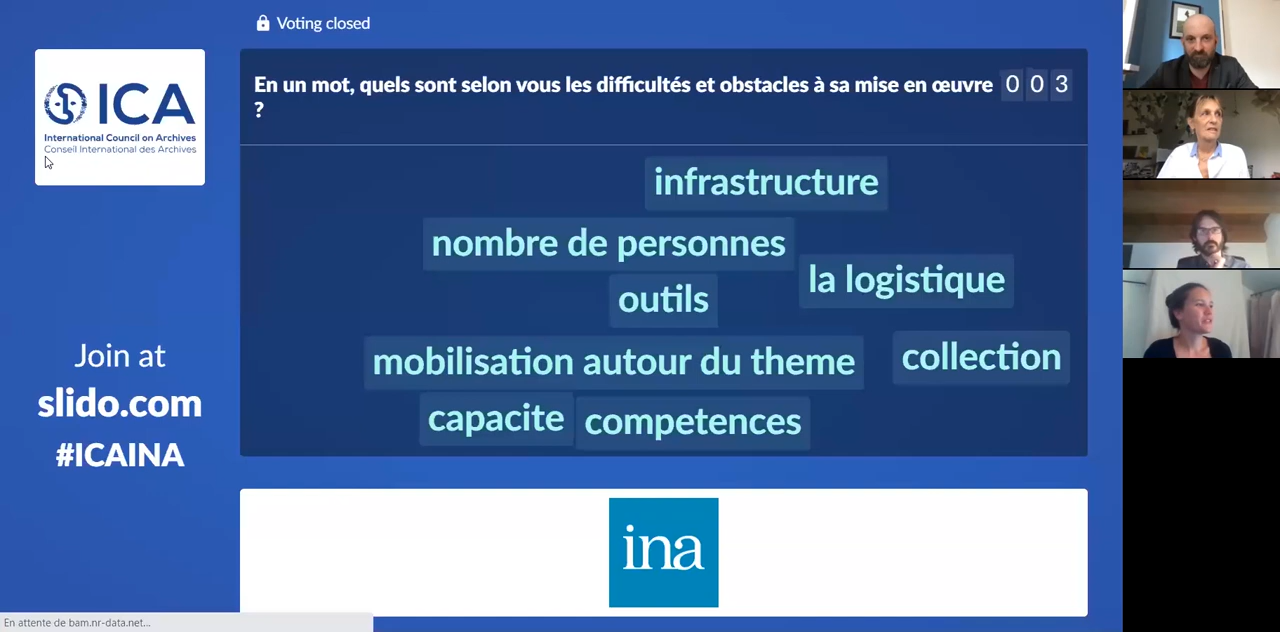 Voting closed
ICA
International Council on Archives
Conseil International des Archives
En un mot, quels sont selon vous les difficultés et obstacles à sa mise en œuvre
?
0 0 3
infrastructure
nombre de personnes
la logistique
outils
mobilisation autour du theme
collection
capacite
competences
Join at
slido.com
#ICAINA
ina
En attente de bam.nr-data.net...